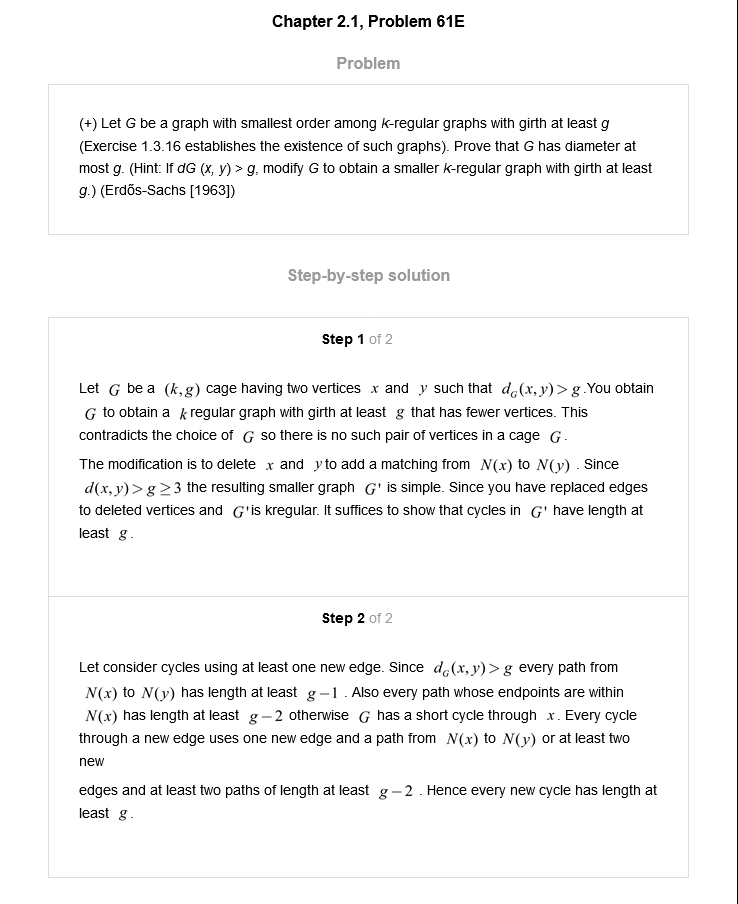 Chapter 2.1, Problem 61E
Problem
(+) Let G be a graph with smallest order among k-regular graphs with girth at least g
(Exercise 1.3.16 establishes the existence of such graphs). Prove that G has diameter at
most g. (Hint: If dG (x, y) > g, modify G to obtain a smaller k-regular graph with girth at least
g.) (Erdős-Sachs [1963])
Step-by-step solution
Step 1 of 2
Let G be a (k,g) cage having two vertices x and y such that d_G(x,y)>g.You obtain
G to obtain a k regular graph with girth at least g that has fewer vertices. This
contradicts the choice of G so there is no such pair of vertices in a cage G.
The modification is to delete x and y to add a matching from N(x) to N(y) . Since
d(x,y)>g≥3 the resulting smaller graph G' is simple. Since you have replaced edges
to deleted vertices and G'is kregular. It suffices to show that cycles in G' have length at
least g.
Step 2 of 2
Let consider cycles using at least one new edge. Since d_G(x,y)>g every path from
N(x) to N(y) has length at least g−1 . Also every path whose endpoints are within
N(x) has length at least g−2 otherwise G has a short cycle through x. Every cycle
through a new edge uses one new edge and a path from N(x) to N(y) or at least two
new
edges and at least two paths of length at least g−2 . Hence every new cycle has length at
least g.